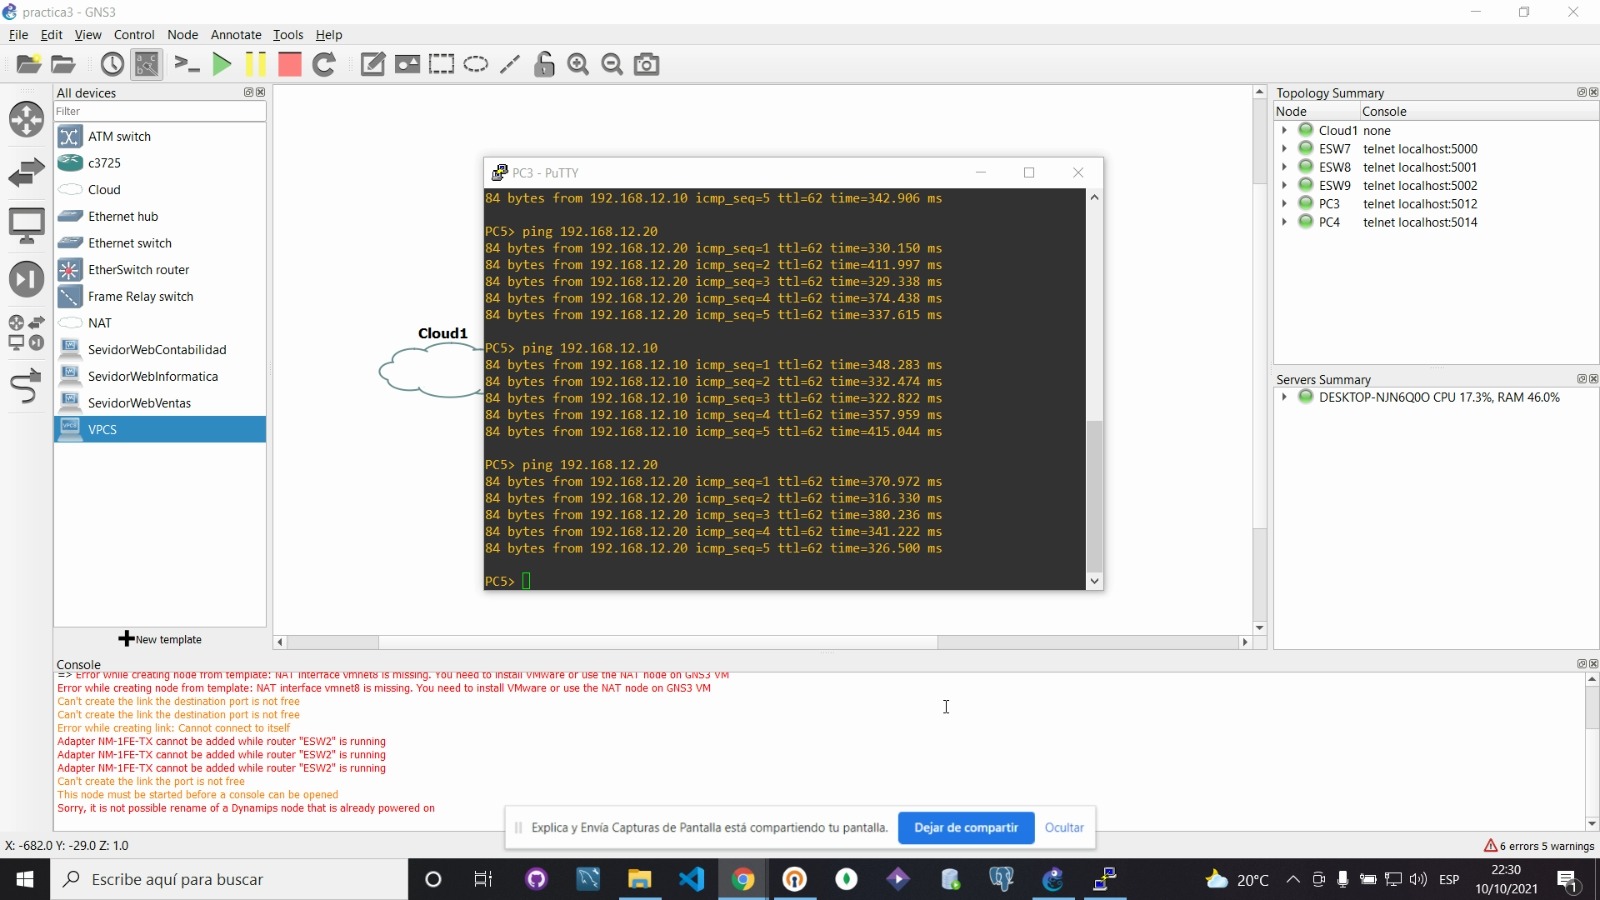 practica3 - GNS3
File Edit View Control Node Annotate Tools Help
All devices
Filter
ATM switch
c3725
Cloud
Ethernet hub
Ethernet switch
EtherSwitch router
Frame Relay switch
NAT
SevidorWebContabilidad
SevidorWebInformatica
SevidorWebVentas
VPCS
New template
Cloud1
PC3 - PuTTY
84 bytes from 192.168.12.10 icmp_seq=5 ttl=62 time=342.906 ms
PC5> ping 192.168.12.20
84 bytes from 192.168.12.20 icmp_seq=1 ttl=62 time=330.150 ms
84 bytes from 192.168.12.20 icmp_seq=2 ttl=62 time=411.997 ms
84 bytes from 192.168.12.20 icmp_seq=3 ttl=62 time=329.338 ms
84 bytes from 192.168.12.20 icmp_seq=4 ttl=62 time=374.438 ms
84 bytes from 192.168.12.20 icmp_seq=5 ttl=62 time=337.615 ms
PC5> ping 192.168.12.10
84 bytes from 192.168.12.10 icmp_seq=1 ttl=62 time=348.283 ms
84 bytes from 192.168.12.10 icmp_seq=2 ttl=62 time=332.474 ms
84 bytes from 192.168.12.10 icmp_seq=3 ttl=62 time=322.822 ms
84 bytes from 192.168.12.10 icmp_seq=4 ttl=62 time=357.959 ms
84 bytes from 192.168.12.10 icmp_seq=5 ttl=62 time=415.044 ms
PC5> ping 192.168.12.20
84 bytes from 192.168.12.20 icmp_seq=1 ttl=62 time=370.972 ms
84 bytes from 192.168.12.20 icmp_seq=2 ttl=62 time=316.330 ms
84 bytes from 192.168.12.20 icmp_seq=3 ttl=62 time=380.236 ms
84 bytes from 192.168.12.20 icmp_seq=4 ttl=62 time=341.222 ms
84 bytes from 192.168.12.20 icmp_seq=5 ttl=62 time=326.500 ms
PC5>
Topology Summary
Node Console
Cloud1 none
ESW7 telnet localhost:5000
ESW8 telnet localhost:5001
ESW9 telnet localhost:5002
PC3 telnet localhost:5012
PC4 telnet localhost:5014
Servers Summary
DESKTOP-NJN6Q0O CPU 17.3%, RAM 46.0%
Console
=> Error while creating node from template: NAT interface vmnet8 is missing. You need to install VMware or use the NAT node on GNS3 VM
Error while creating node from template: NAT interface vmnet8 is missing. You need to install VMware or use the NAT node on GNS3 VM
Can't create the link the destination port is not free
Can't create the link the destination port is not free
Error while creating link: Cannot connect to itself
Adapter NM-1FE-TX cannot be added while router "ESW2" is running
Adapter NM-1FE-TX cannot be added while router "ESW2" is running
Adapter NM-1FE-TX cannot be added while router "ESW2" is running
Can't create the link the port is not free
This node must be started before a console can be opened
Sorry, it is not possible rename of a Dynamips node that is already powered on
Explica y Envía Capturas de Pantalla está compartiendo tu pantalla. Dejar de compartir Ocultar
X: -682.0 Y: -29.0 Z: 1.0
6 errors 5 warnings
Escribe aquí para buscar
20°C
ESP
22:30
10/10/2021
1